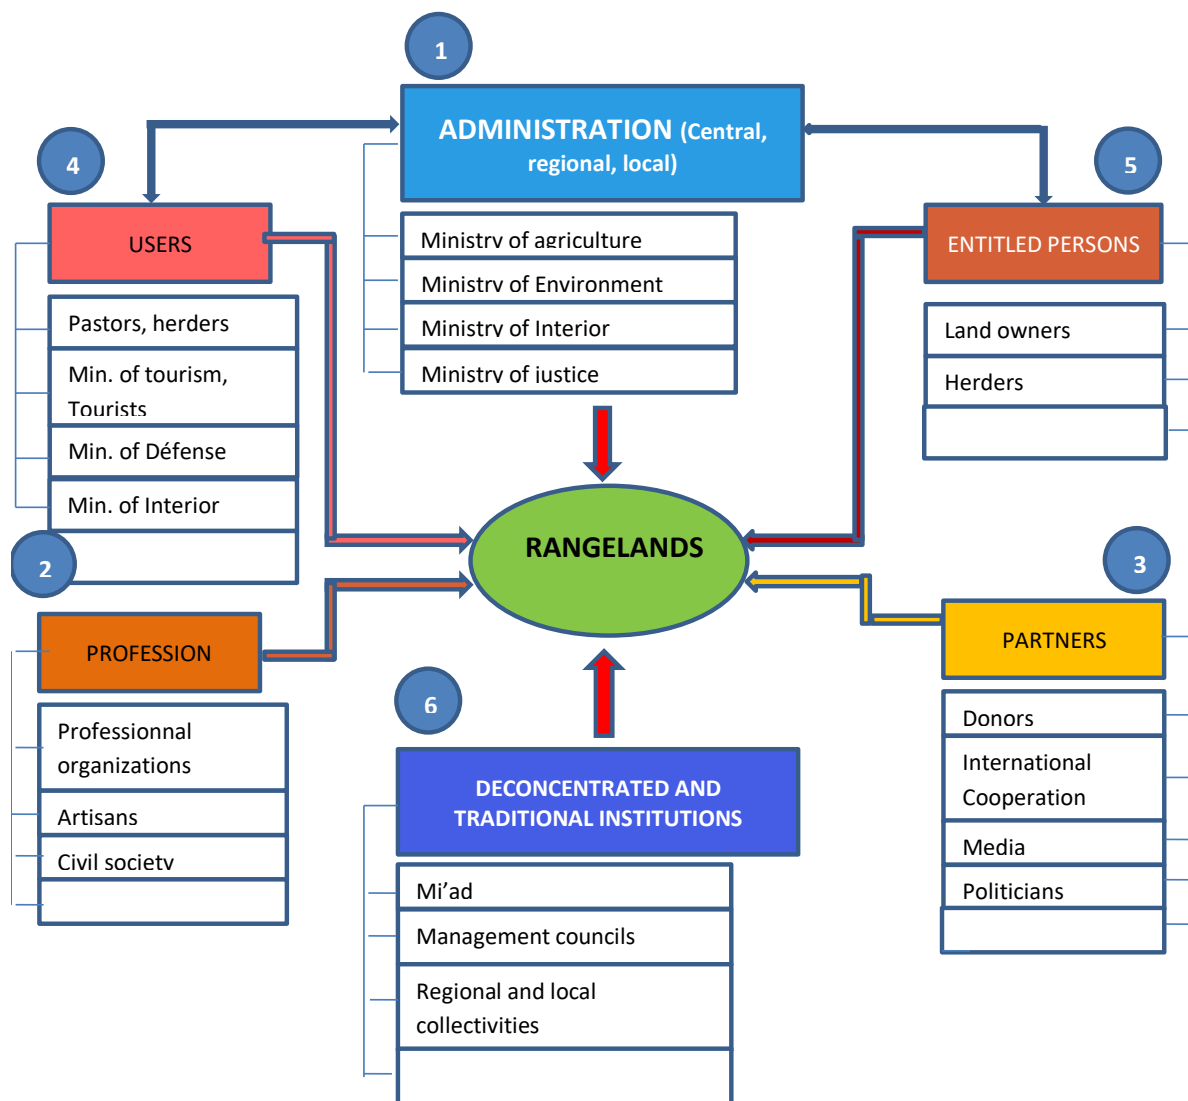 1
ADMINISTRATION (Central,
regional, local)
Ministry of agriculture
Ministry of Environment
Ministry of Interior
Ministry of justice
4
USERS
Pastors, herders
Min. of tourism,
Tourists
Min. of Défense
Min. of Interior
5
ENTITLED PERSONS
Land owners
Herders
RANGELANDS
2
PROFESSION
Professionnal
organizations
Artisans
Civil society
3
PARTNERS
Donors
International
Cooperation
Media
Politicians
6
DECONCENTRATED AND
TRADITIONAL INSTITUTIONS
Mi’ad
Management councils
Regional and local
collectivities